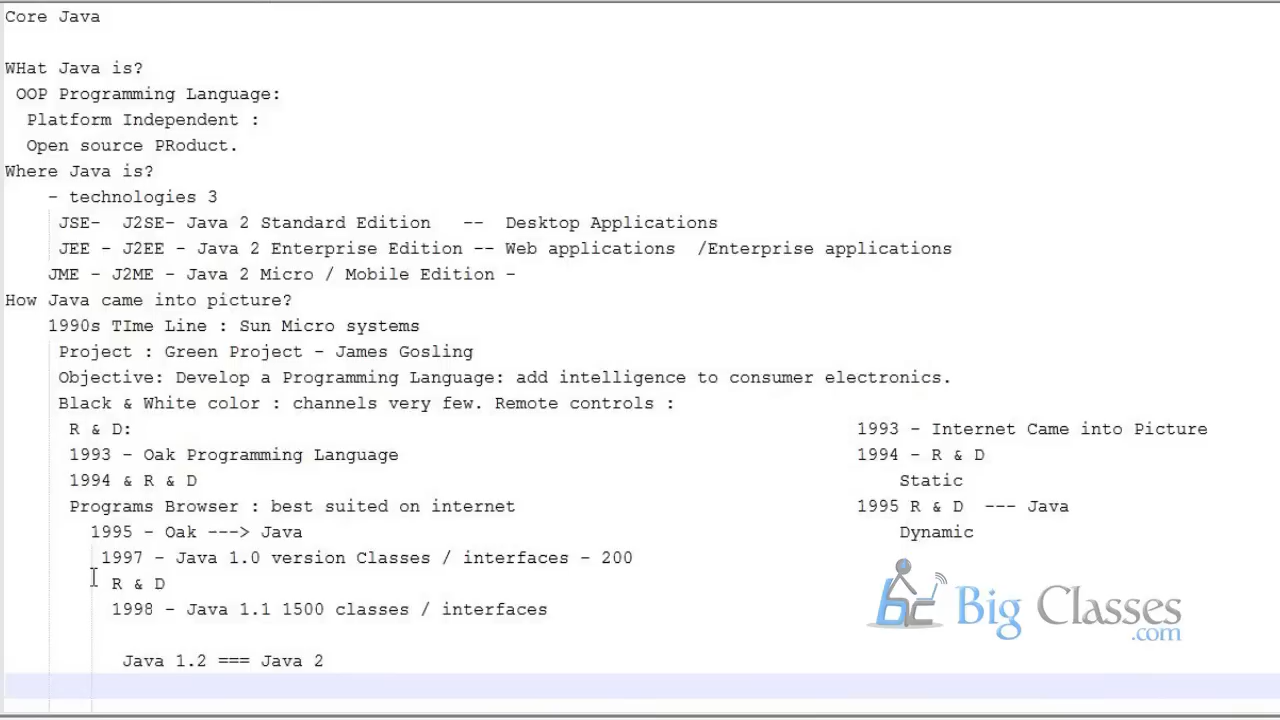 Core Java
WHat Java is?
OOP Programming Language:
Platform Independent :
Open source PRoduct.
Where Java is?
- technologies 3
JSE- J2SE- Java 2 Standard Edition -- Desktop Applications
JEE - J2EE - Java 2 Enterprise Edition -- Web applications /Enterprise applications
JME - J2ME - Java 2 Micro / Mobile Edition -
How Java came into picture?
1990s TIme Line : Sun Micro systems
Project : Green Project - James Gosling
Objective: Develop a Programming Language: add intelligence to consumer electronics.
Black & White color : channels very few. Remote controls :
R & D: 1993 - Internet Came into Picture
1993 - Oak Programming Language 1994 - R & D
1994 & R & D Static
Programs Browser : best suited on internet 1995 R & D --- Java
1995 - Oak ---> Java Dynamic
1997 - Java 1.0 version Classes / interfaces - 200
R & D
1998 - Java 1.1 1500 classes / interfaces
bc Big Classes
.com
Java 1.2 === Java 2